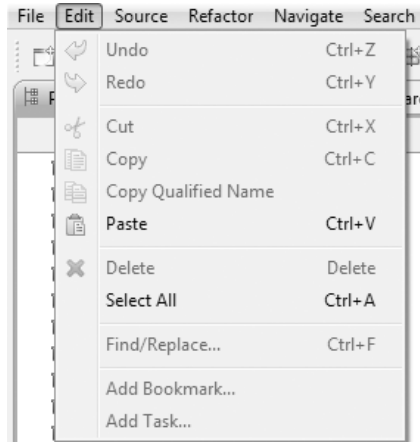 File Edit Source Refactor Navigate Search
Undo Ctrl+Z
Redo Ctrl+Y
Cut Ctrl+X
Copy Ctrl+C
Copy Qualified Name
Paste Ctrl+V
Delete Delete
Select All Ctrl+A
Find/Replace... Ctrl+F
Add Bookmark...
Add Task...